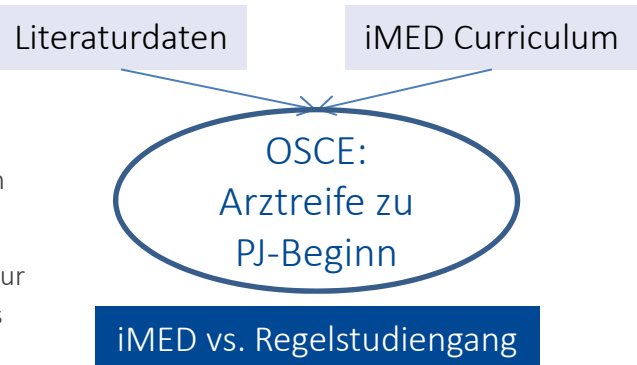 Literaturdaten
iMED Curriculum
OSCE:
Arztreife zu
PJ-Beginn
iMED vs. Regelstudiengang